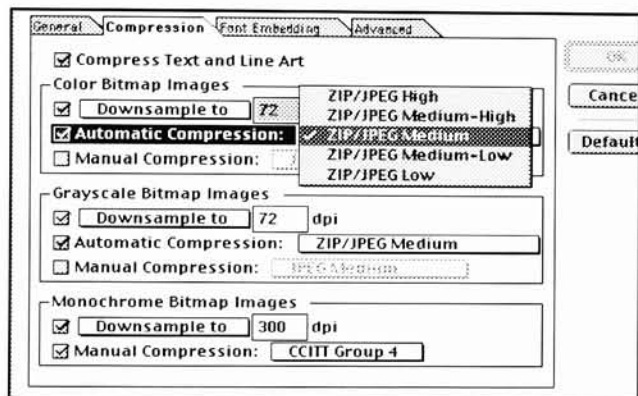 General Compression Font Embedding Advanced
Compress Text and Line Art
OK
Color Bitmap Images
Downsample to 72
Cance
Automatic Compression:
Default
Manual Compression:
ZIP/JPEG High
ZIP/JPEG Medium-High
ZIP/JPEG Medium
ZIP/JPEG Medium-Low
ZIP/JPEG Low
Grayscale Bitmap Images
Downsample to 72 dpi
Automatic Compression: ZIP/JPEG Medium
Manual Compression: JPEG Medium
Monochrome Bitmap Images
Downsample to 300 dpi
Manual Compression: CCITT Group 4